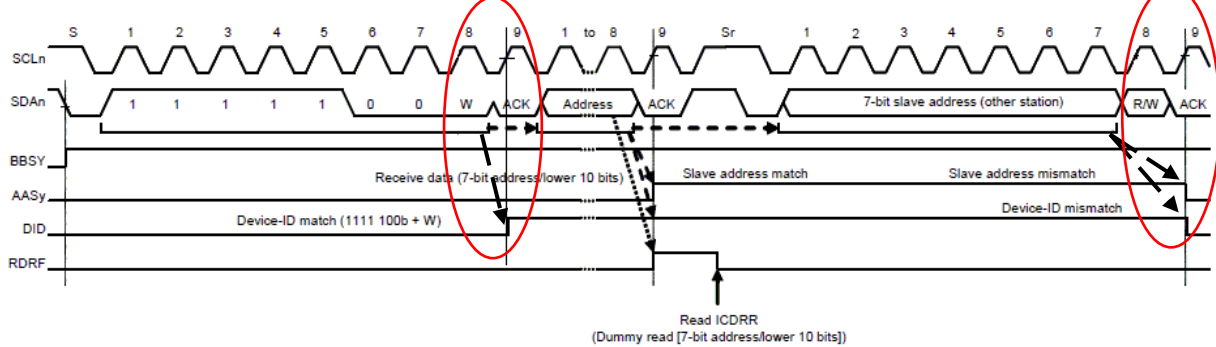 S 1 2 3 4 5 6 7 8 9 1 to 8 9 Sr 1 2 3 4 5 6 7 8 9
SCLn
SDAn 1 1 1 1 1 0 0 W ACK Address ACK 7-bit slave address (other station) R/W ACK
BBSY
Receive data (7-bit address/lower 10 bits) Slave address match Slave address mismatch
AASy
Device-ID match (1111 100b + W) Device-ID mismatch
DID
RDRF
Read ICDRR
(Dummy read [7-bit address/lower 10 bits])